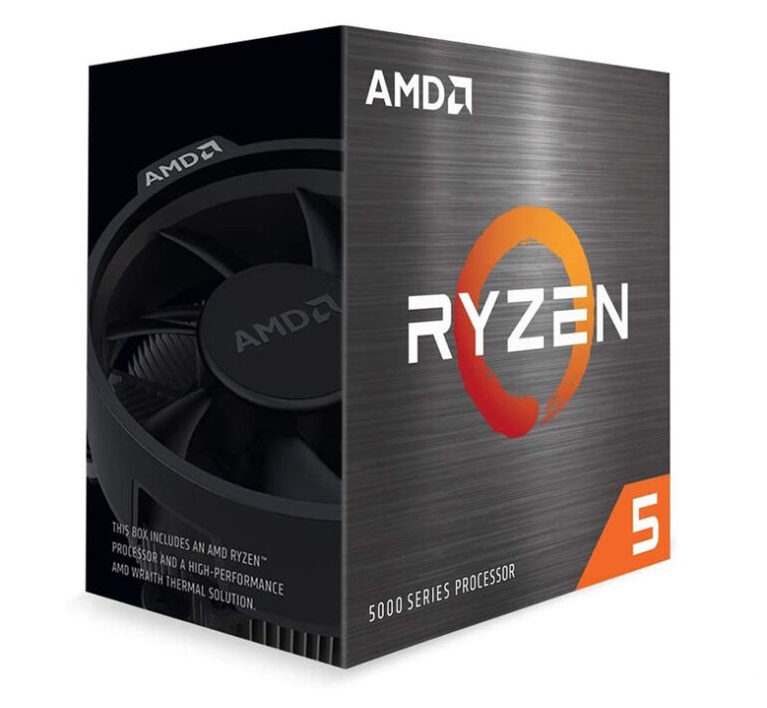 AMD
AMD
THIS BOX INCLUDES AN AMD RYZEN™
PROCESSOR AND A HIGH-PERFORMANCE
AMD WRAITH THERMAL SOLUTION.
AMD
RYZEN
5
5000 SERIES PROCESSOR